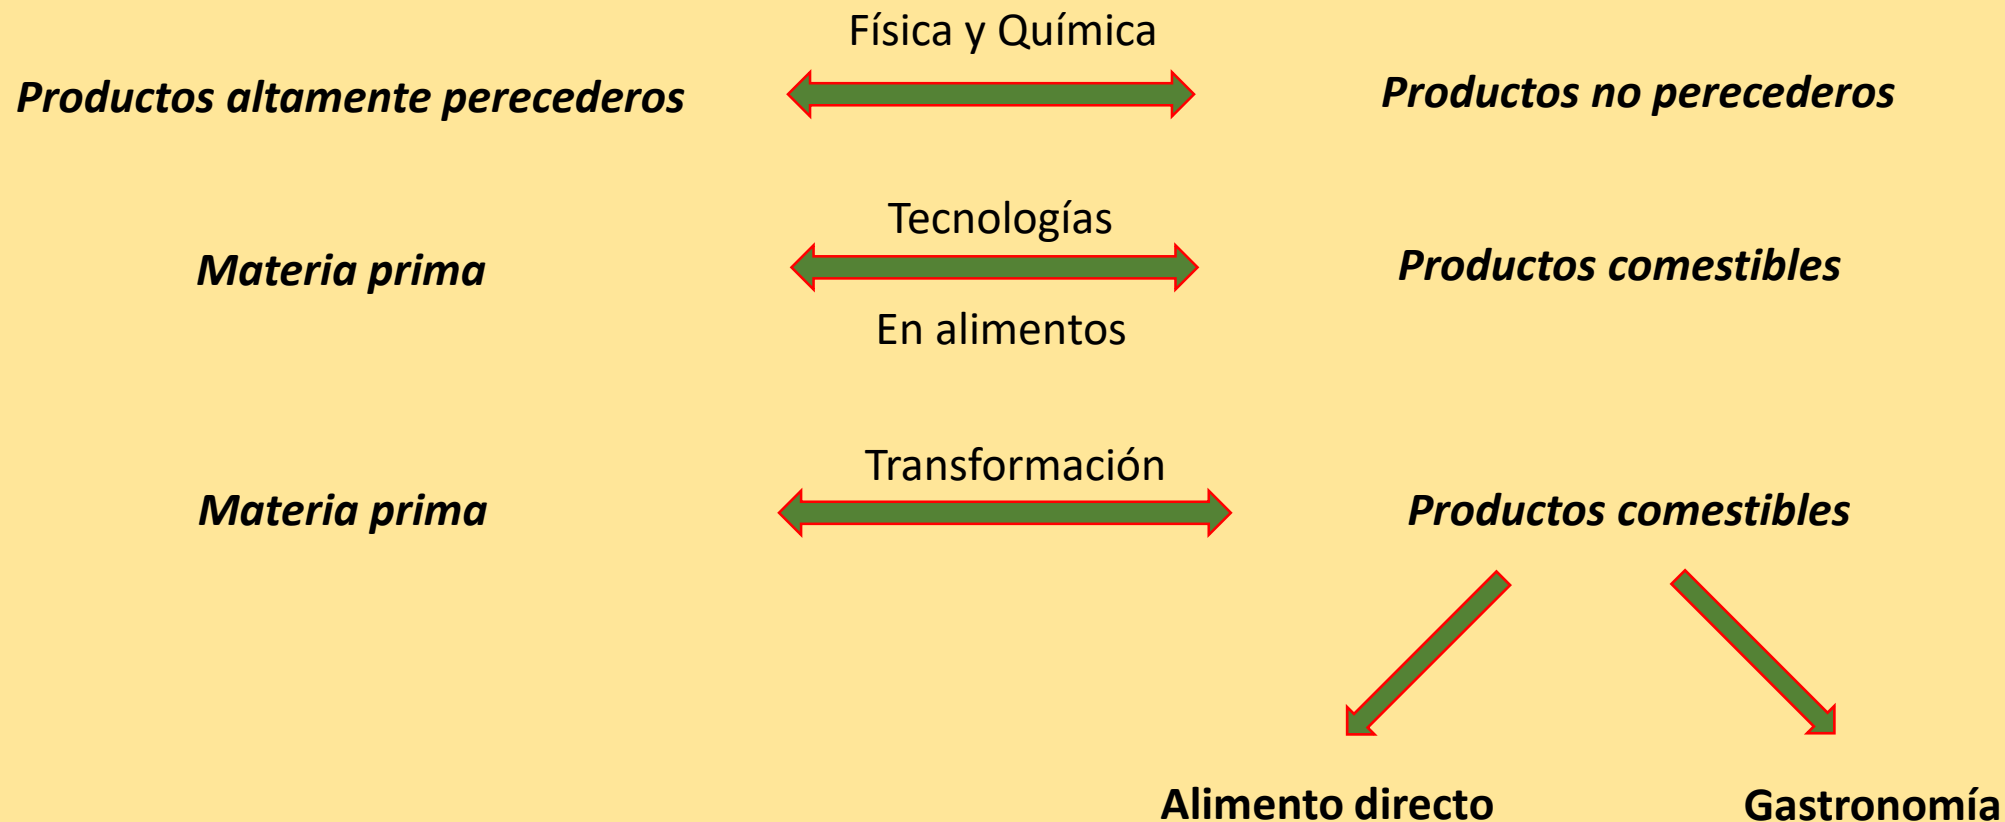 Física y Química
Productos altamente perecederos
Productos no perecederos
Tecnologías
Materia prima
Productos comestibles
En alimentos
Transformación
Materia prima
Productos comestibles
Alimento directo
Gastronomía